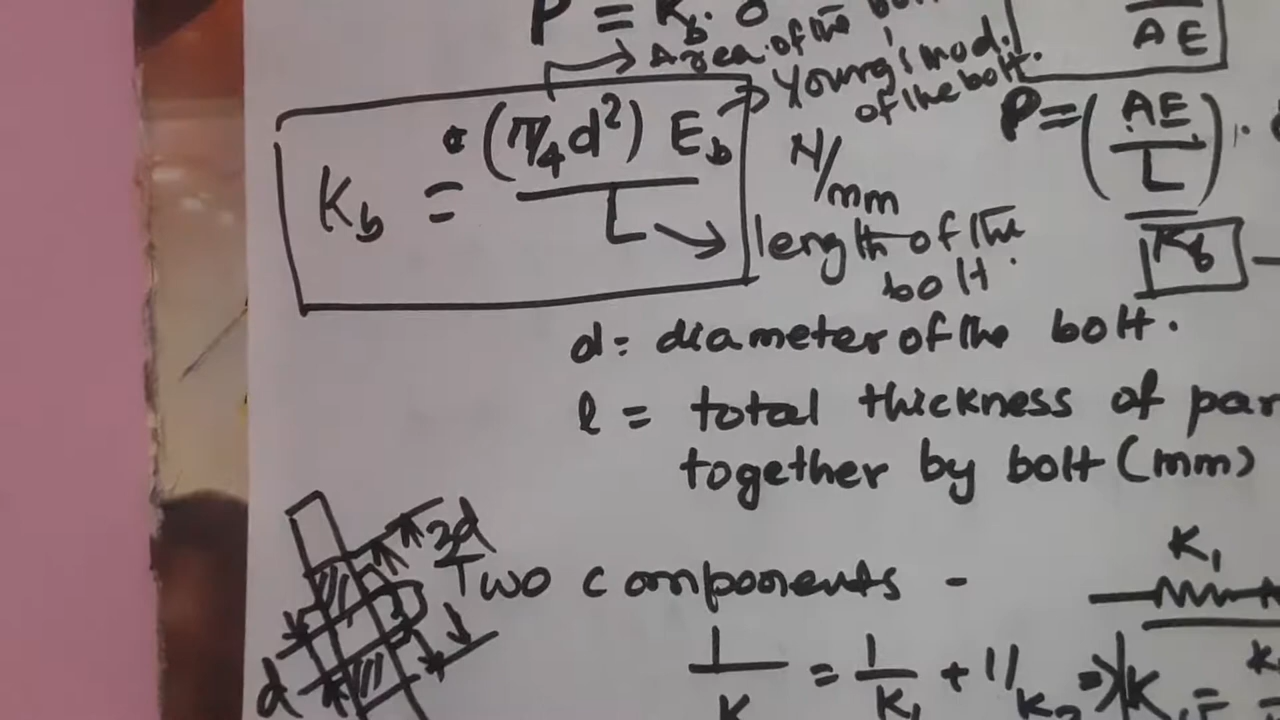 P = K_b · δ
Area of the bolt
AE
Young's mod. of the bolt.
K_b = (π/4 d²) E_b / L
N/mm
P = (AE / L) ·
length of the bolt
K_b
d = diameter of the bolt.
l = total thickness of par
together by bolt (mm)
3d
d
Two components -
K₁
1/K = 1/K₁ + 1/K₂ ⇒ K